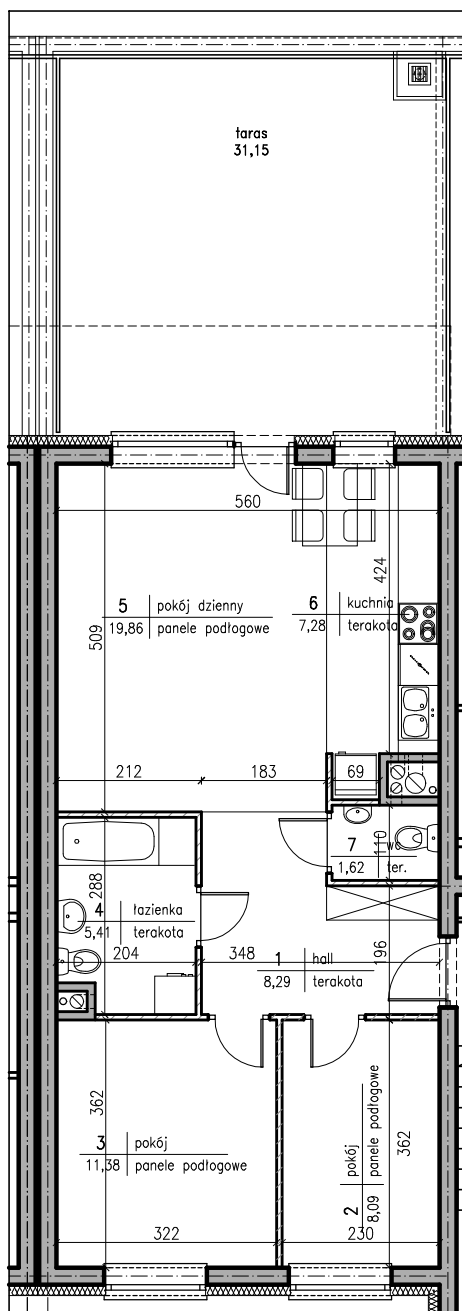 taras
31,15
560
5 pokój dzienny
19,86 panele podłogowe
6 kuchnia
7,28 terakota
424
509
212
183
69
7 wc
1,62 ter.
110
288
4 łazienka
5,41 terakota
204
348
1 hall
8,29 terakota
196
362
3 pokój
11,38 panele podłogowe
2 pokój
8,09 panele podłogowe
362
322
230